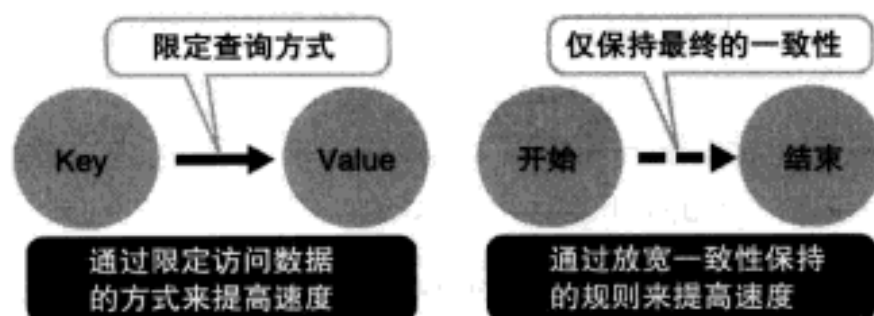 限定查询方式
Key
Value
通过限定访问数据
的方式来提高速度
仅保持最终的一致性
开始
结束
通过放宽一致性保持
的规则来提高速度